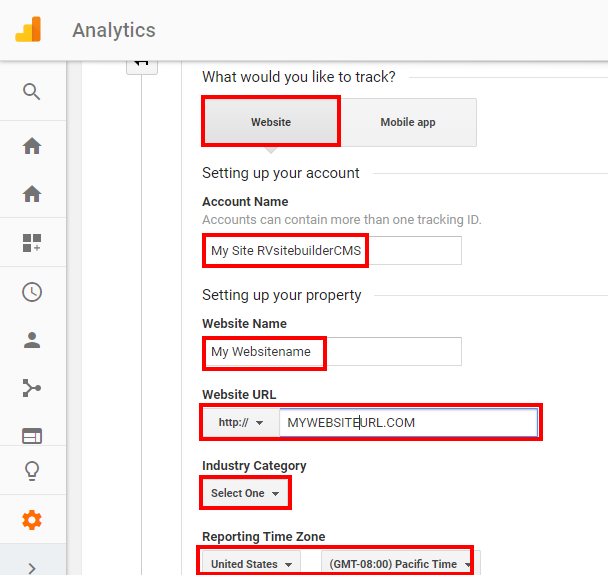 Analytics
What would you like to track?
Website Mobile app
Setting up your account
Account Name
Accounts can contain more than one tracking ID.
My Site RVsitebuilderCMS
Setting up your property
Website Name
My Websitename
Website URL
http:// MYWEBSITEURL.COM
Industry Category
Select One
Reporting Time Zone
United States (GMT-08:00) Pacific Time